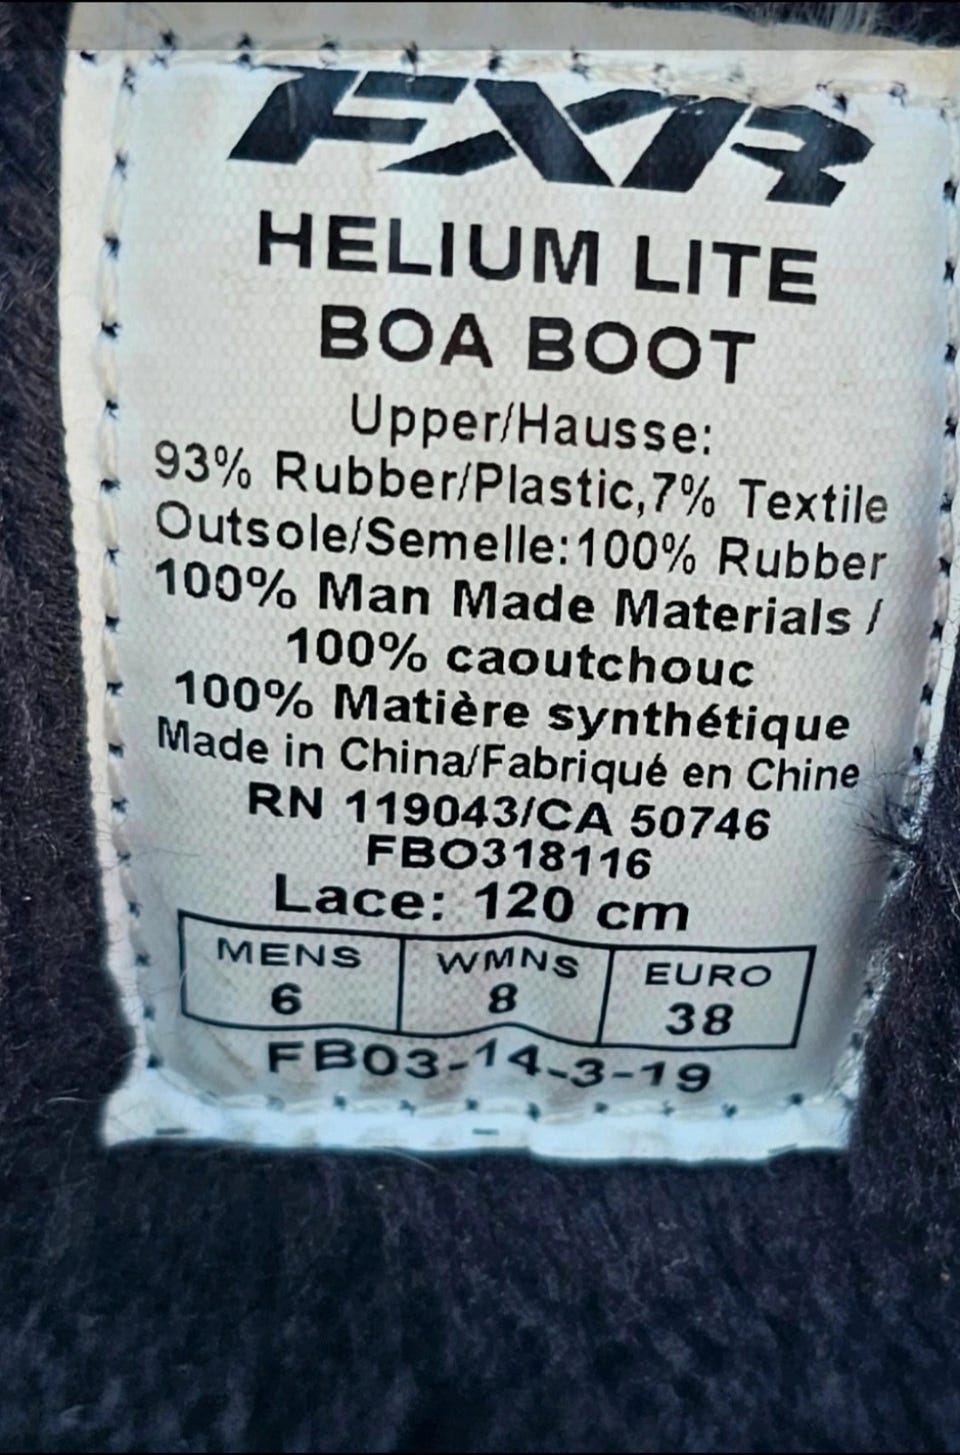 FXR
HELIUM LITE
BOA BOOT
Upper/Hausse:
93% Rubber/Plastic,7% Textile
Outsole/Semelle:100% Rubber
100% Man Made Materials /
100% caoutchouc
100% Matière synthétique
Made in China/Fabriqué en Chine
RN 119043/CA 50746
FBO318116
Lace: 120 cm
MENS WMNS EURO
6 8 38
FB03-14-3-19